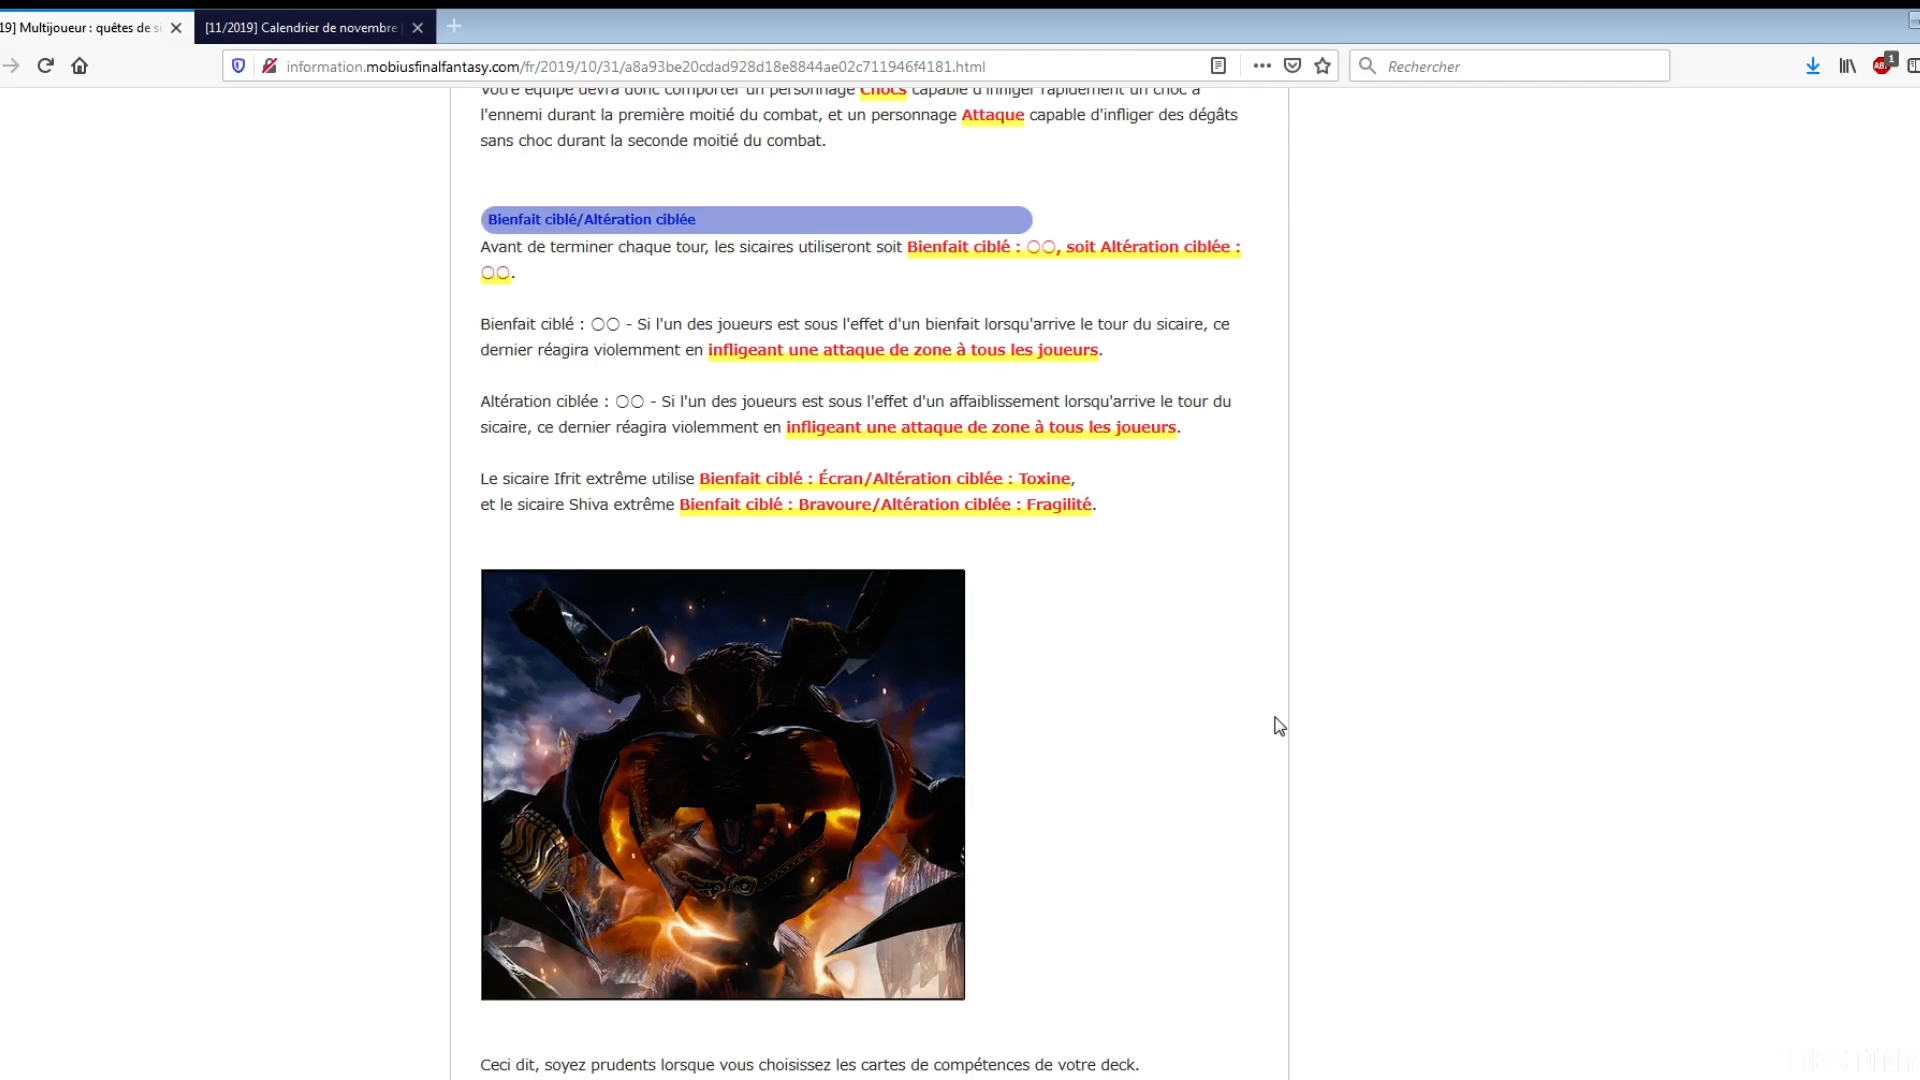 19] Multijoueur : quêtes de si
[11/2019] Calendrier de novembre
information.mobiusfinalfantasy.com/fr/2019/10/31/a8a93be20cdad928d18e8844ae02c711946f4181.html
Rechercher
ABP
1
Votre équipe devra donc comporter un personnage Chocs capable d'infliger rapidement un choc à
l'ennemi durant la première moitié du combat, et un personnage Attaque capable d'infliger des dégâts
sans choc durant la seconde moitié du combat.
Bienfait ciblé/Altération ciblée
Avant de terminer chaque tour, les sicaires utiliseront soit Bienfait ciblé : ○○, soit Altération ciblée :
○○.
Bienfait ciblé : ○○ - Si l'un des joueurs est sous l'effet d'un bienfait lorsqu'arrive le tour du sicaire, ce
dernier réagira violemment en infligeant une attaque de zone à tous les joueurs.
Altération ciblée : ○○ - Si l'un des joueurs est sous l'effet d'un affaiblissement lorsqu'arrive le tour du
sicaire, ce dernier réagira violemment en infligeant une attaque de zone à tous les joueurs.
Le sicaire Ifrit extrême utilise Bienfait ciblé : Écran/Altération ciblée : Toxine,
et le sicaire Shiva extrême Bienfait ciblé : Bravoure/Altération ciblée : Fragilité.
Ceci dit, soyez prudents lorsque vous choisissez les cartes de compétences de votre deck.